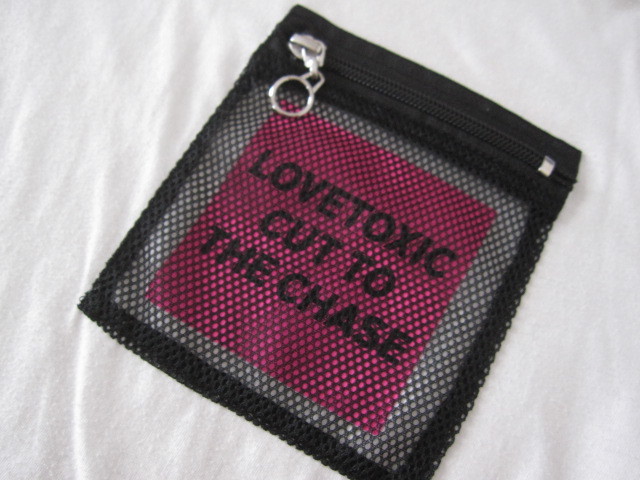 LOVETOXIC
CUT TO
THE CHASE